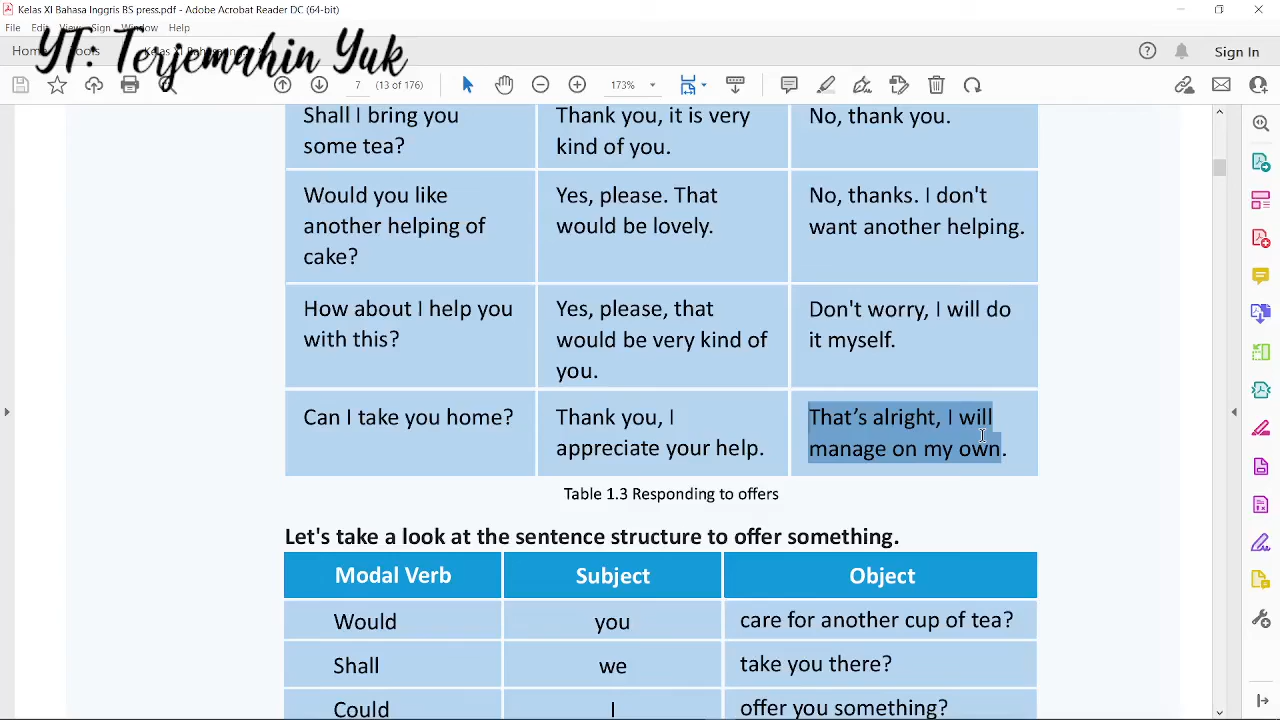 Kelas XI Bahasa Inggris BS press.pdf - Adobe Acrobat Reader DC (64-bit)
File Edit View Sign Window Help
YT: Terjemahin Yuk
Home Tools Kelas XI Bahasa
Sign In
7 (13 of 176)
173%
Shall I bring you
some tea?
Thank you, it is very
kind of you.
No, thank you.
Would you like
another helping of
cake?
Yes, please. That
would be lovely.
No, thanks. I don't
want another helping.
How about I help you
with this?
Yes, please, that
would be very kind of
you.
Don't worry, I will do
it myself.
Can I take you home?
Thank you, I
appreciate your help.
That’s alright, I will
manage on my own.
Table 1.3 Responding to offers
Let's take a look at the sentence structure to offer something.
Modal Verb Subject Object
Would you care for another cup of tea?
Shall we take you there?
Could I offer you something?